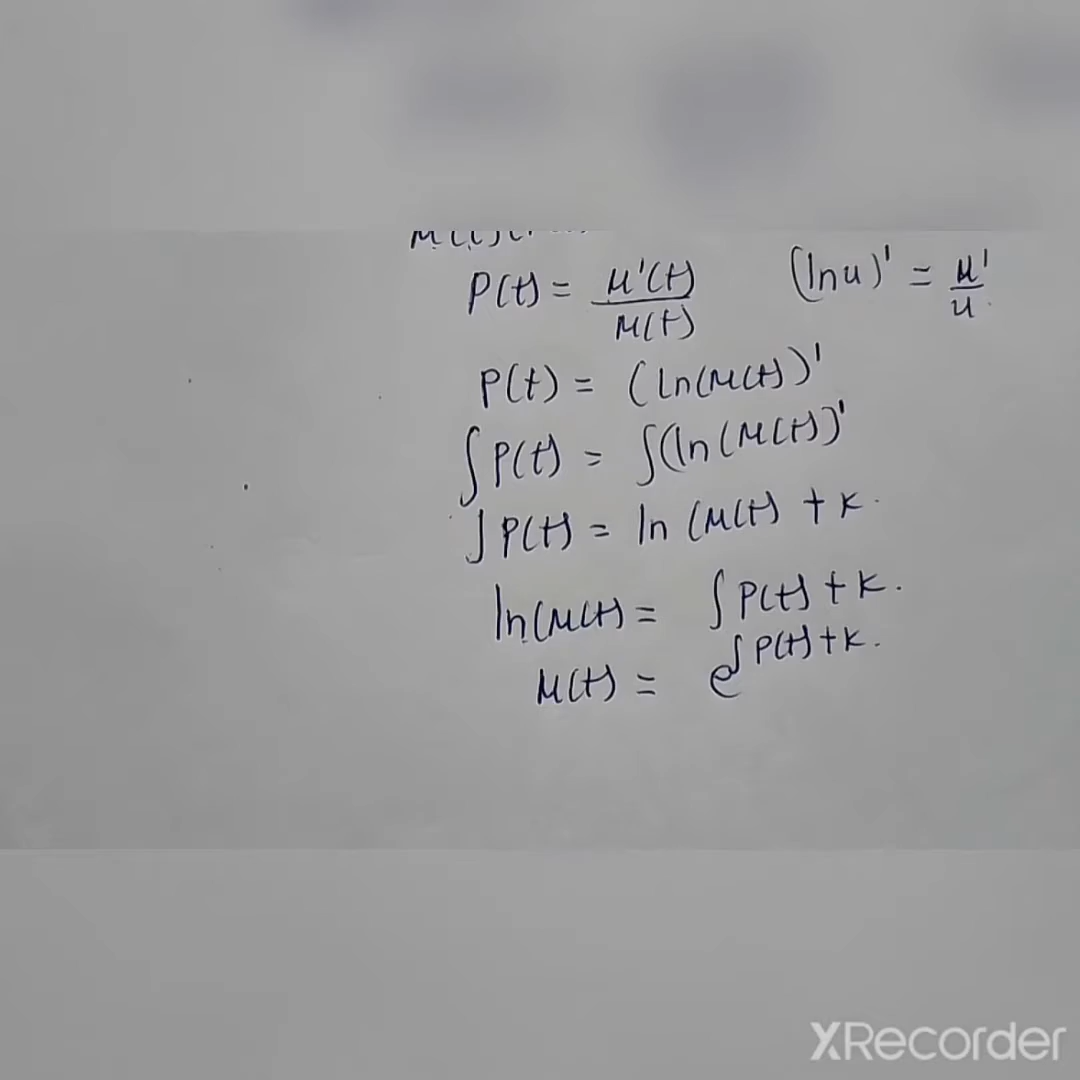 P(t) = μ'(t)/μ(t) (ln u)' = u'/u
P(t) = (ln(μ(t))'
∫P(t) = ∫(ln(μ(t))'
∫P(t) = ln (μ(t) + k.
ln(μ(t) = ∫P(t) + k.
μ(t) = e^∫P(t)+k.
XRecorder